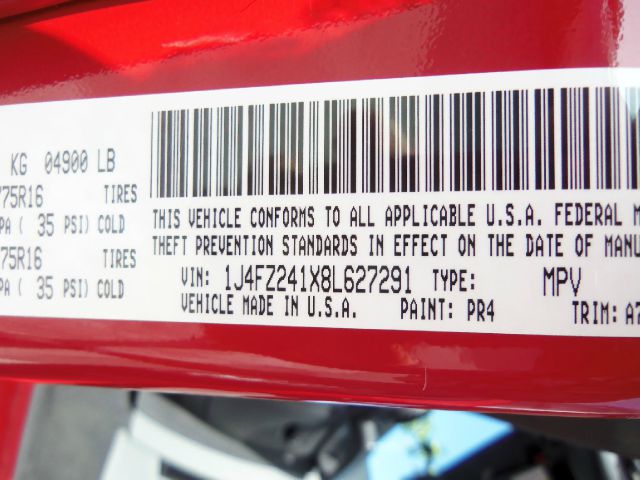 KG 04900 LB
75R16 TIRES
PA ( 35 PSI) COLD
75R16 TIRES
PA ( 35 PSI) COLD
THIS VEHICLE CONFORMS TO ALL APPLICABLE U.S.A. FEDERAL M
THEFT PREVENTION STANDARDS IN EFFECT ON THE DATE OF MANU
VIN: 1J4FZ241X8L627291 TYPE: MPV
VEHICLE MADE IN U.S.A. PAINT: PR4 TRIM: A7